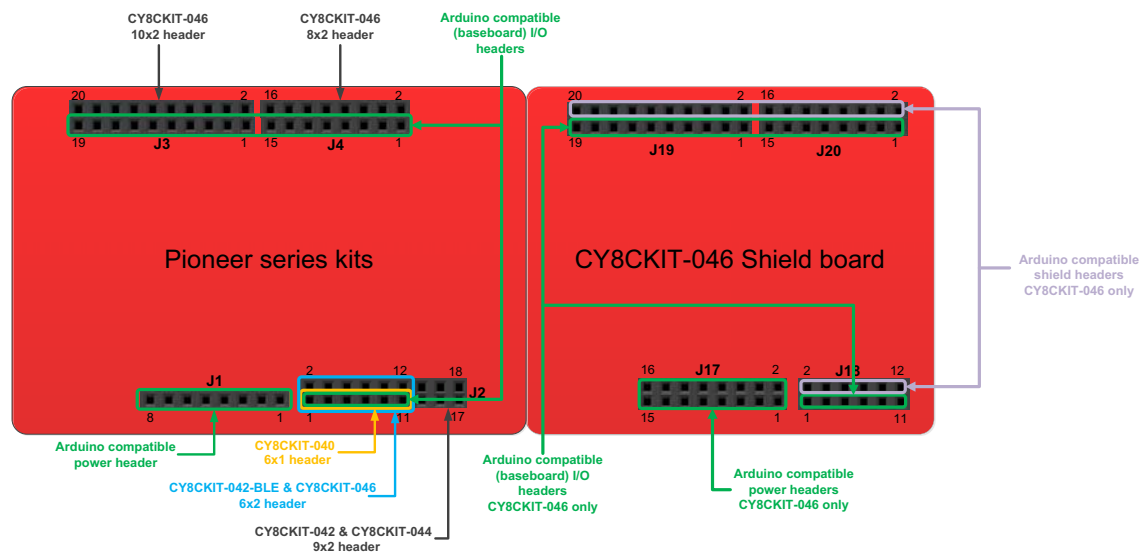 CY8CKIT-046
10x2 header
CY8CKIT-046
8x2 header
Arduino compatible
(baseboard) I/O
headers
20
2
16
2
19
J3
1
15
J4
1
20
2
16
2
19
J19
1
15
J20
1
Pioneer series kits
CY8CKIT-046 Shield board
Arduino compatible
shield headers
CY8CKIT-046 only
J1
8
1
2
12
18
J2
1
11
17
16
J17
2
15
1
J18
2
12
1
11
Arduino compatible
power header
CY8CKIT-040
6x1 header
CY8CKIT-042-BLE & CY8CKIT-046
6x2 header
CY8CKIT-042 & CY8CKIT-044
9x2 header
Arduino compatible
(baseboard) I/O
headers
CY8CKIT-046 only
Arduino compatible
power headers
CY8CKIT-046 only